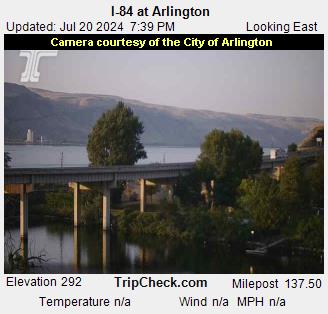 I-84 at Arlington
Updated: Jul 20 2024 7:39 PM Looking East
Camera courtesy of the City of Arlington
Elevation 292 TripCheck.com Milepost 137.50
Temperature n/a Wind n/a MPH n/a